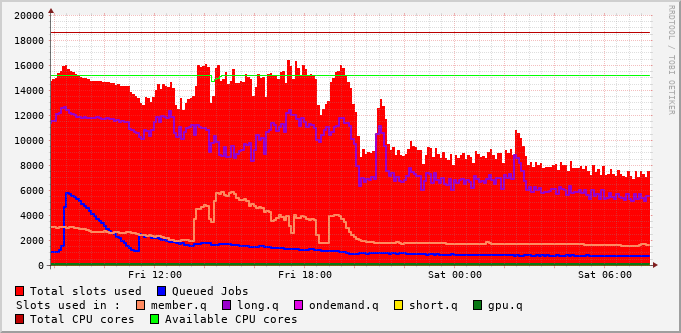 20000
18000
16000
14000
12000
10000
8000
6000
4000
2000
0
Fri 12:00 Fri 18:00 Sat 00:00 Sat 06:00
Total slots used Queued Jobs
Slots used in : member.q long.q ondemand.q short.q gpu.q
Total CPU cores Available CPU cores
RRDTOOL / TOBI OETIKER